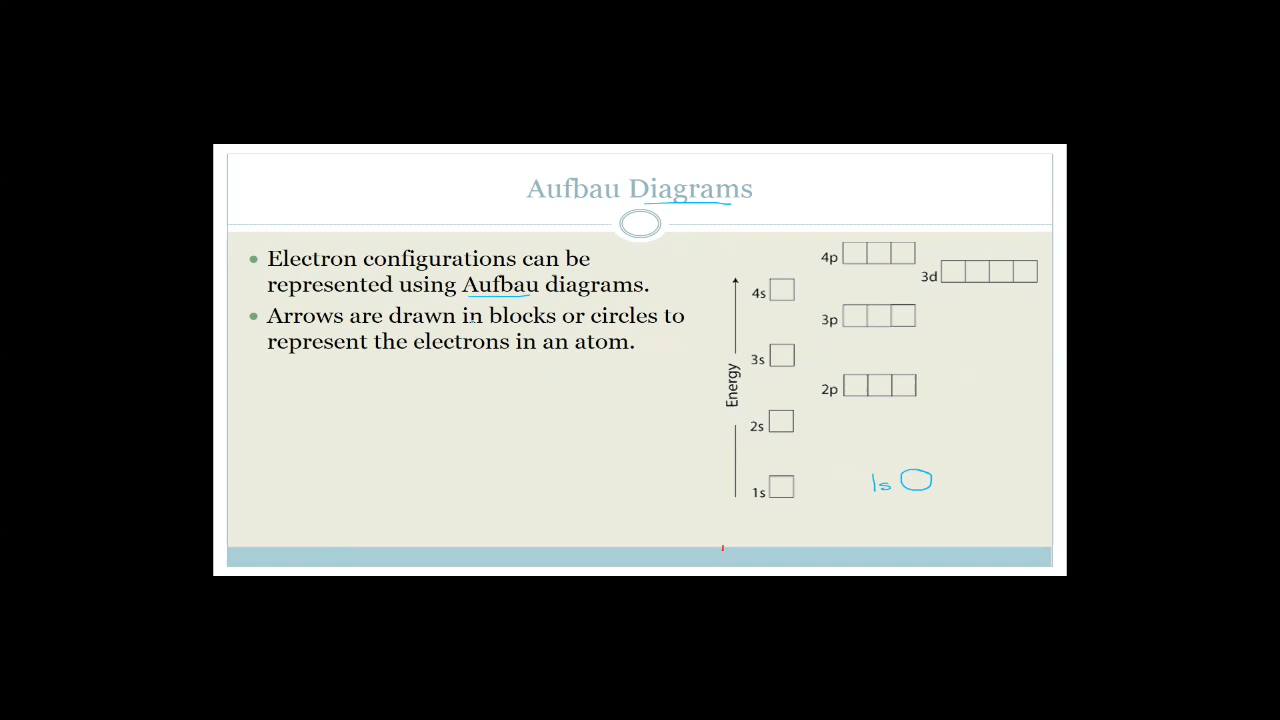 Aufbau Diagrams
Electron configurations can be
represented using Aufbau diagrams.
Arrows are drawn in blocks or circles to
represent the electrons in an atom.
4p
3d
4s
3p
3s
Energy
2p
2s
1s
1s